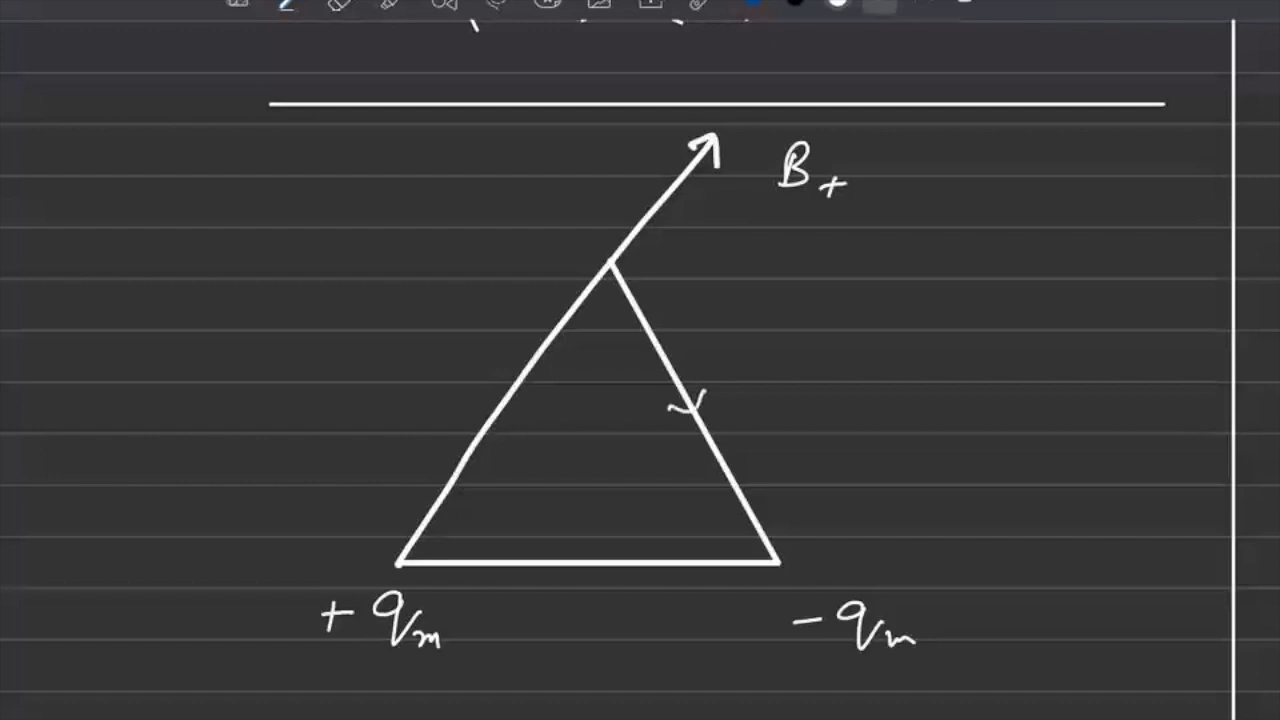 B₊
+ qₘ
- qₘ